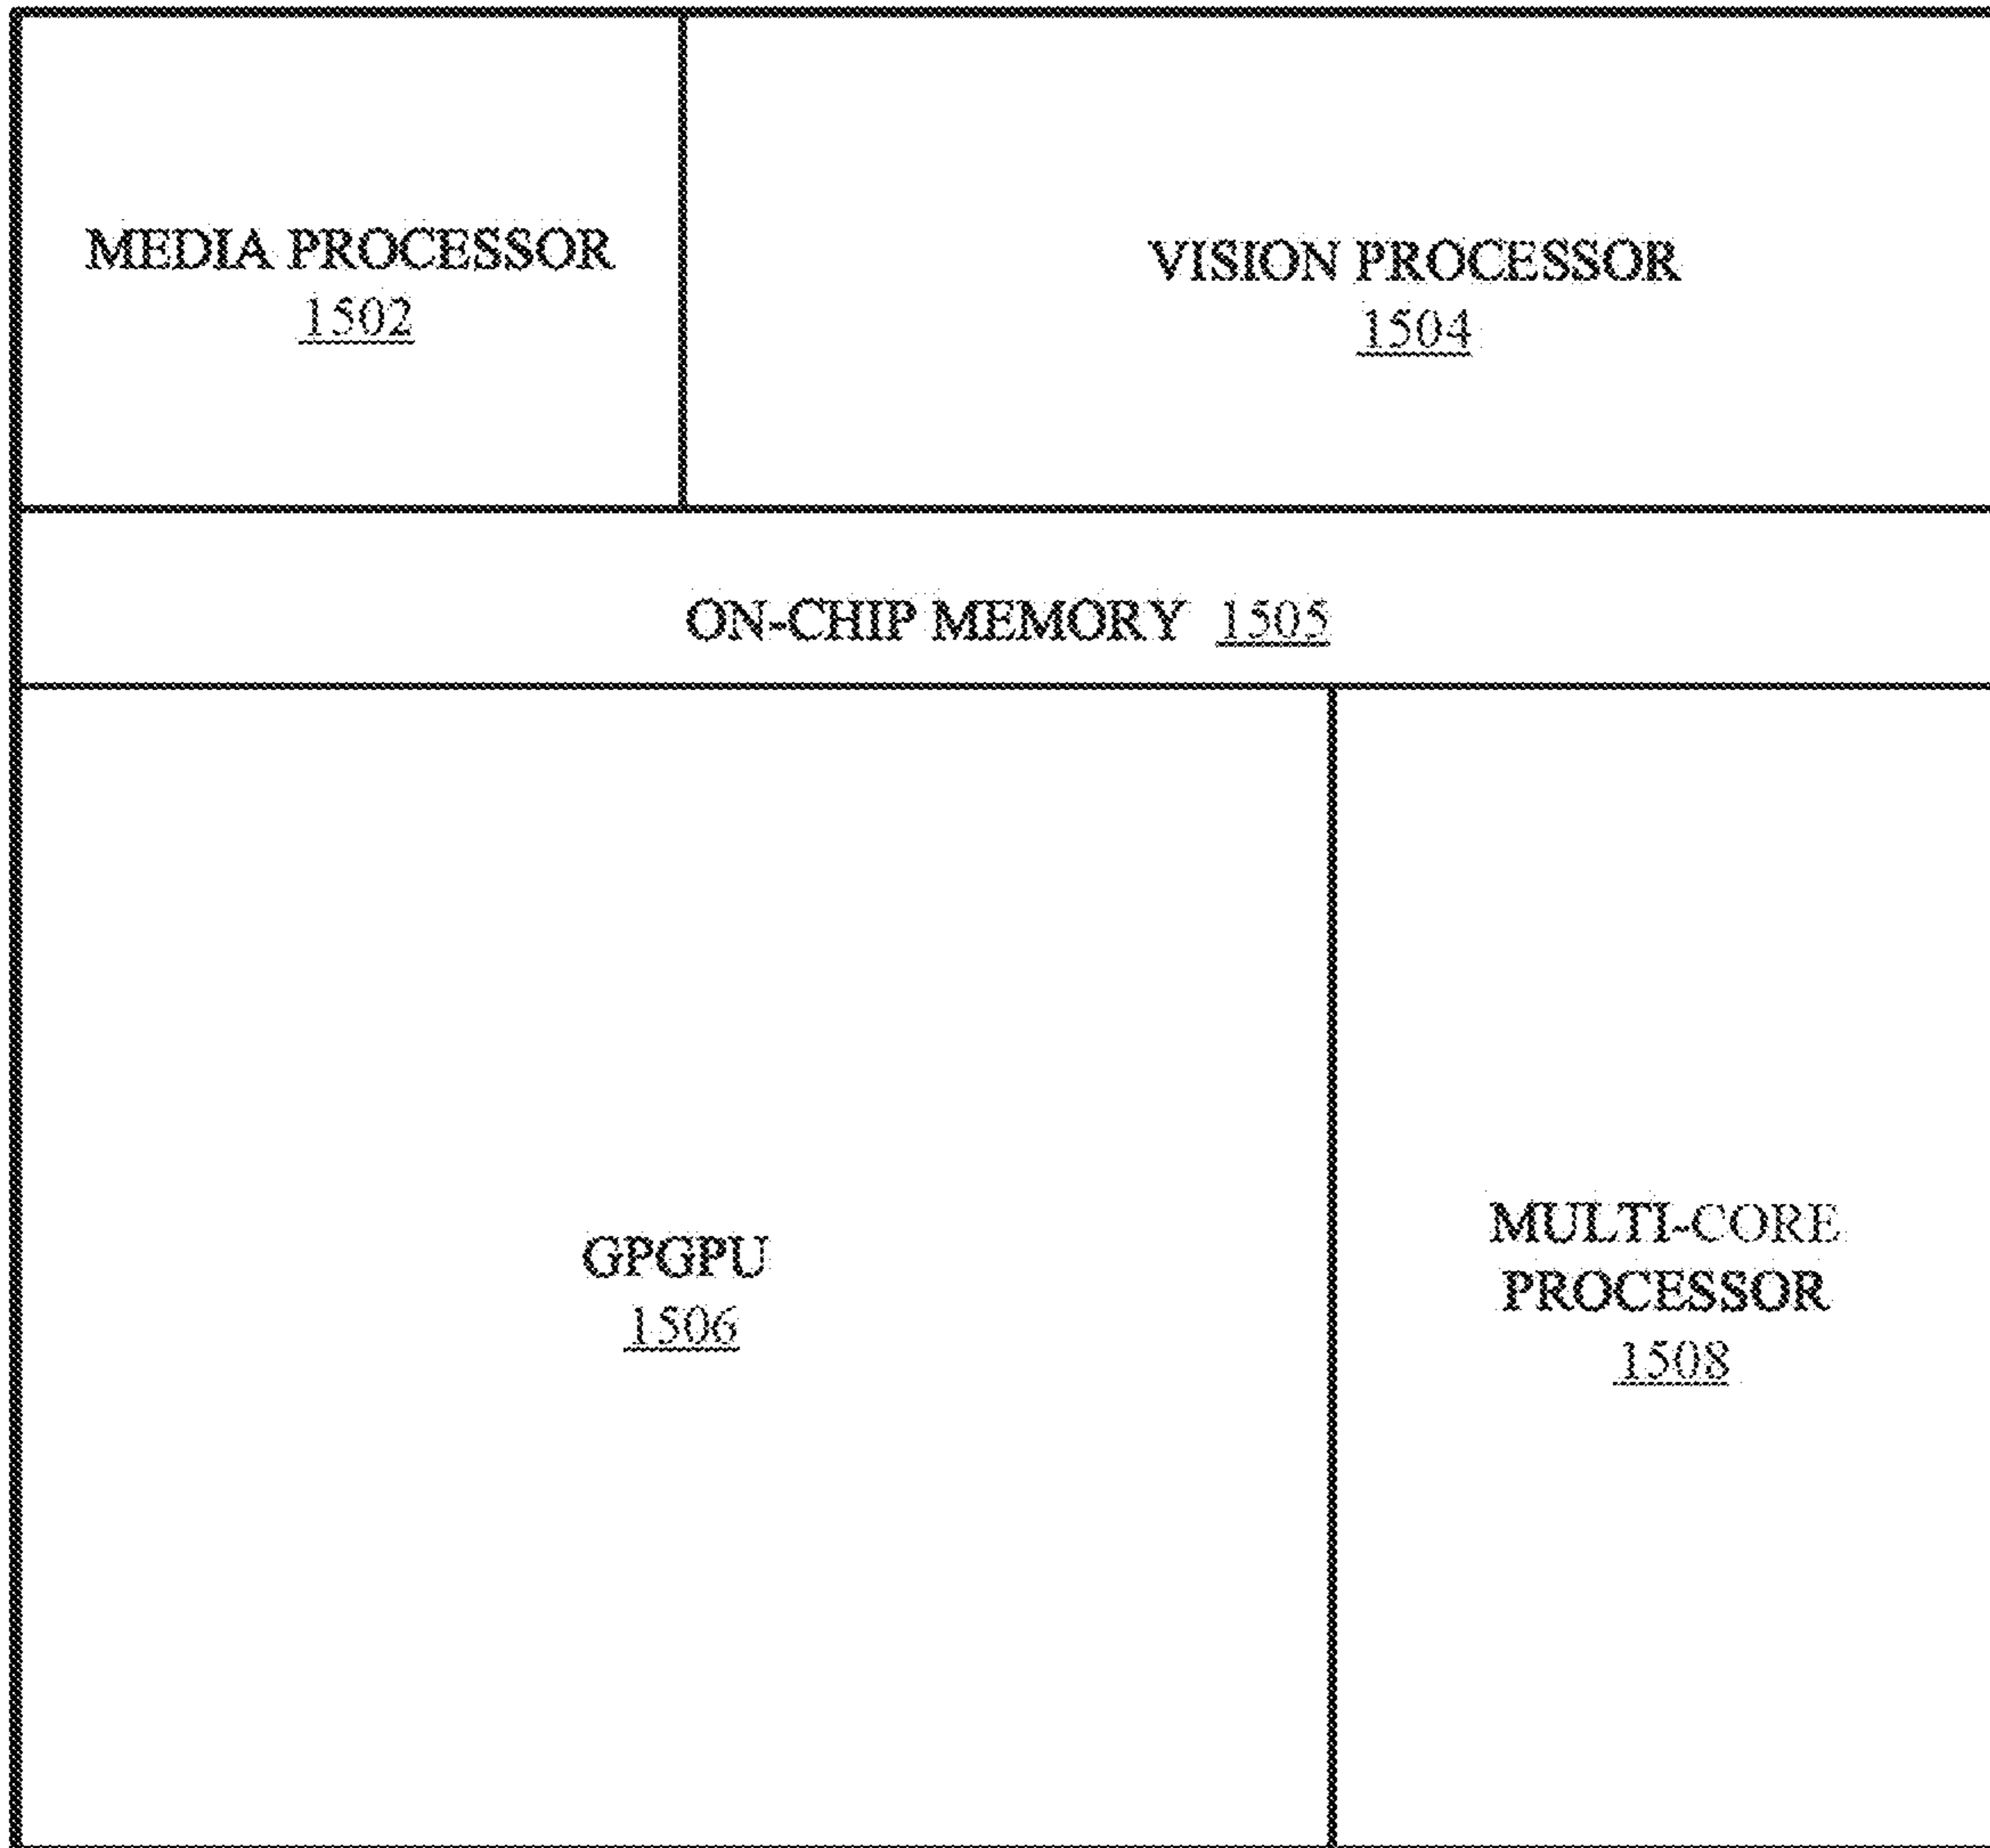 MEDIA PROCESSOR
1502
VISION PROCESSOR
1504
ON-CHIP MEMORY 1505
GPGPU
1506
MULTI-CORE
PROCESSOR
1508